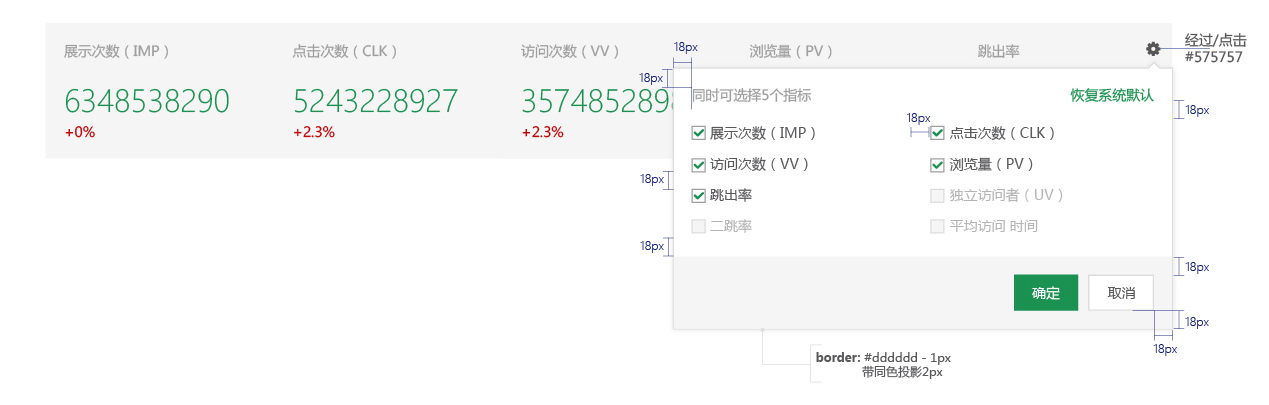 展示次数（IMP）
点击次数（CLK）
访问次数（VV）
18px
浏览量（PV）
跳出率
经过/点击
#575757
18px
6348538290
5243228927
357485289
同时可选择5个指标
恢复系统默认
18px
+0%
+2.3%
+2.3%
展示次数（IMP）
18px
点击次数（CLK）
访问次数（VV）
浏览量（PV）
18px
跳出率
独立访问者（UV）
二跳率
平均访问 时间
18px
18px
确定
取消
18px
18px
border: #dddddd - 1px
带同色投影2px